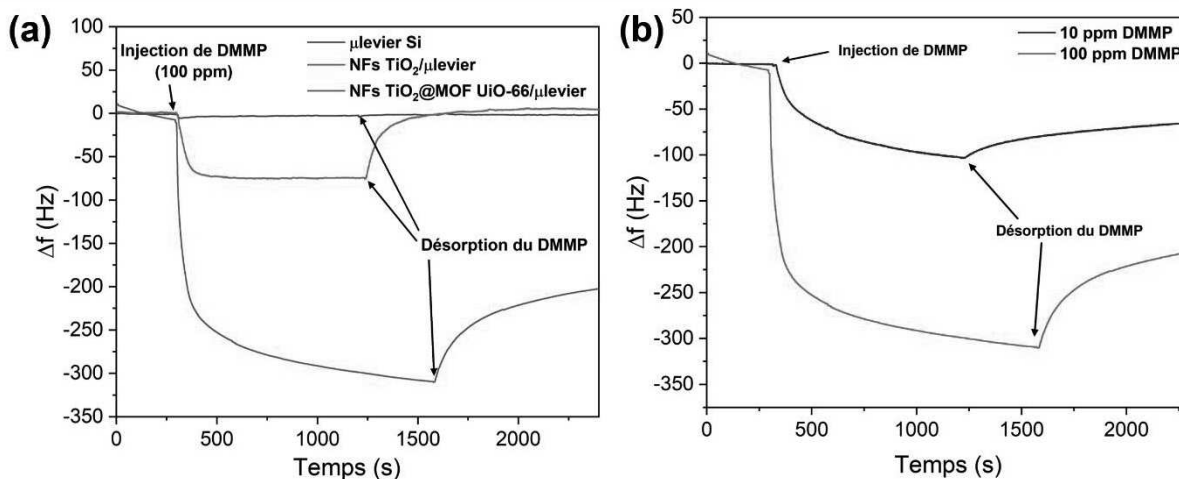 (a)
100
50
0
-50
-100
-150
-200
-250
-300
-350
Δf (Hz)
0
500
1000
1500
2000
Temps (s)
Injection de DMMP
(100 ppm)
µlevier Si
NFs TiO₂/µlevier
NFs TiO₂@MOF UiO-66/µlevier
Désorption du DMMP
(b)
50
0
-50
-100
-150
-200
-250
-300
-350
Δf (Hz)
0
500
1000
1500
2000
Temps (s)
Injection de DMMP
10 ppm DMMP
100 ppm DMMP
Désorption du DMMP